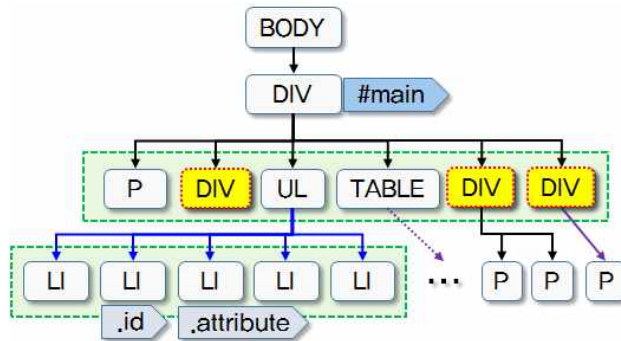 BODY
DIV #main
P DIV UL TABLE DIV DIV
LI LI LI LI LI ... P P P
.id .attribute